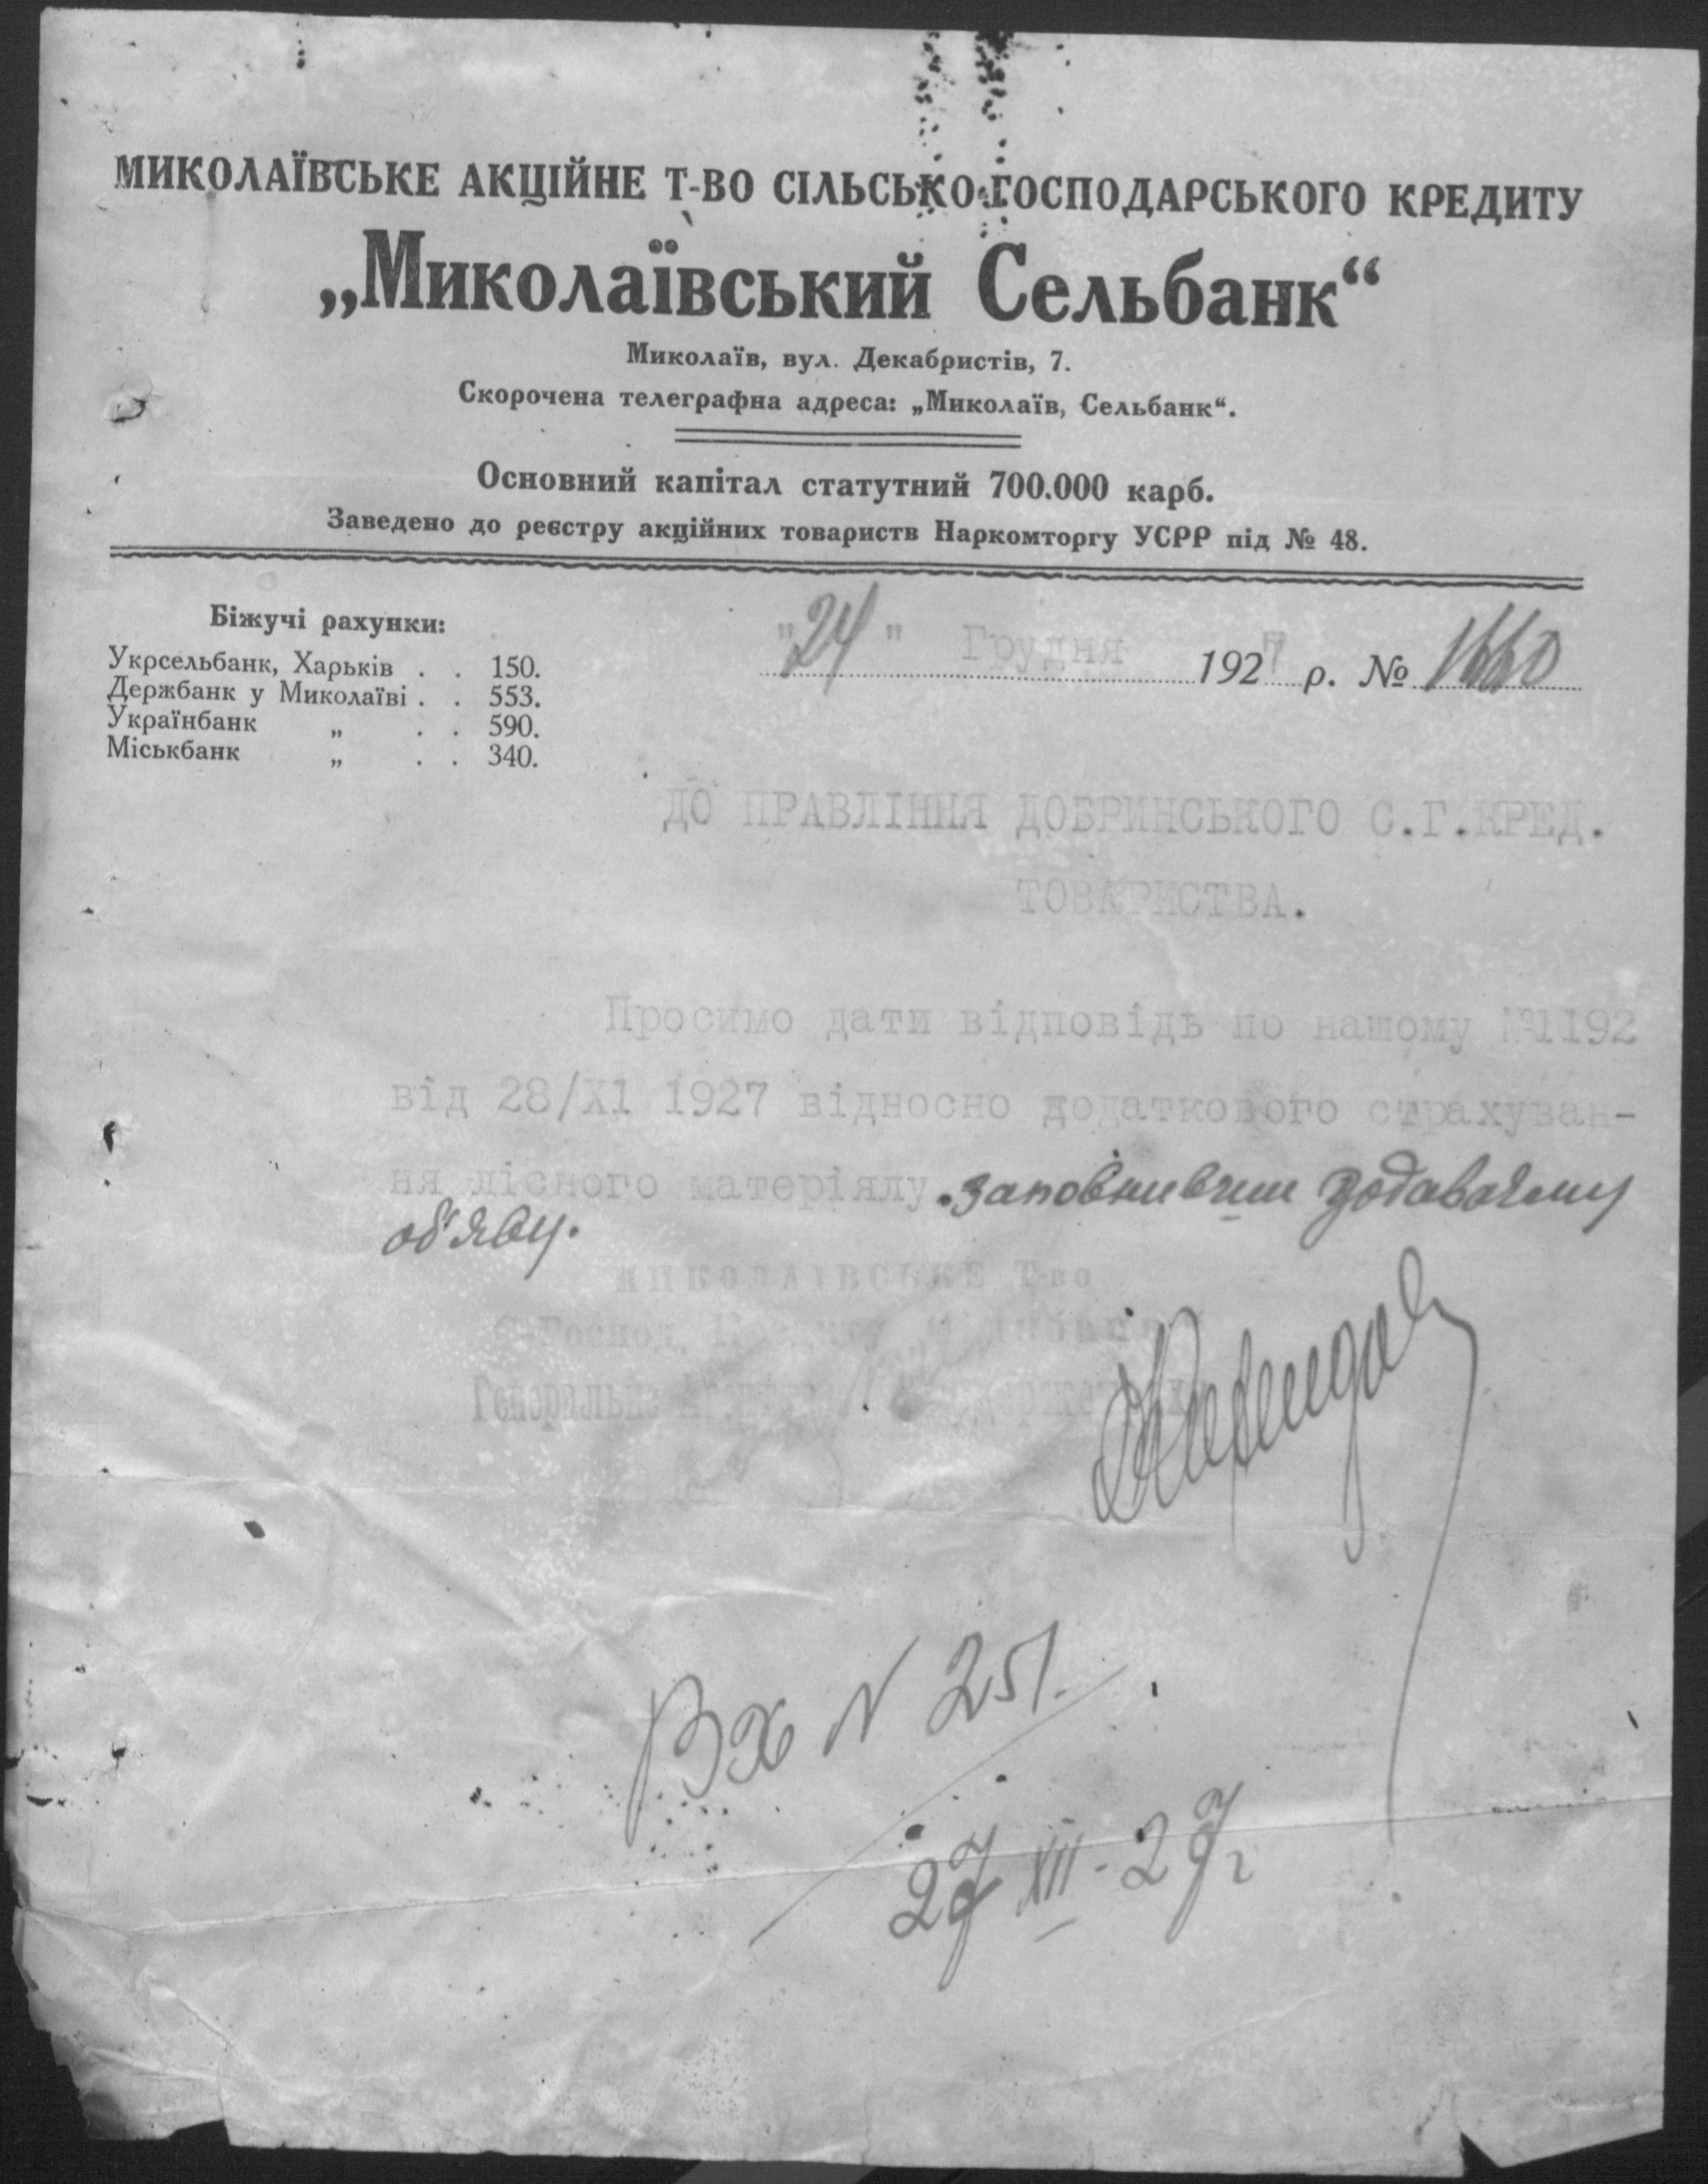 МИКОЛАЇВСЬКЕ АКЦІЙНЕ Т-ВО СІЛЬСЬКО-ГОСПОДАРСЬКОГО КРЕДИТУ
„Миколаївський Сельбанк“
Миколаїв, вул. Декабристів, 7.
Скорочена телеграфна адреса: „Миколаїв, Сельбанк“.
Основний капітал статутний 700.000 карб.
Заведено до реєстру акційних товариств Наркомторгу УСРР під № 48.
Біжучі рахунки:
Укрсельбанк, Харьків . . 150.
Держбанк у Миколаїві . . 553.
Українбанк „ . . 590.
Міськбанк „ . . 340.
"24" Грудня 1927 р. № 1660
ДО ПРАВЛІННЯ ДОБРИНСЬКОГО С.Г.КРЕД.
ТОВАРИСТВА.
Просимо дати відповідь по нашому №1192
від 28/XI 1927 відносно додаткового страхуван-
ня лісного матеріялу. заповнивши
об'яву.
МИКОЛАЇВСЬКЕ Т-во
Господ.
Генеральне
Вх N 251.
27 XII - 27 г